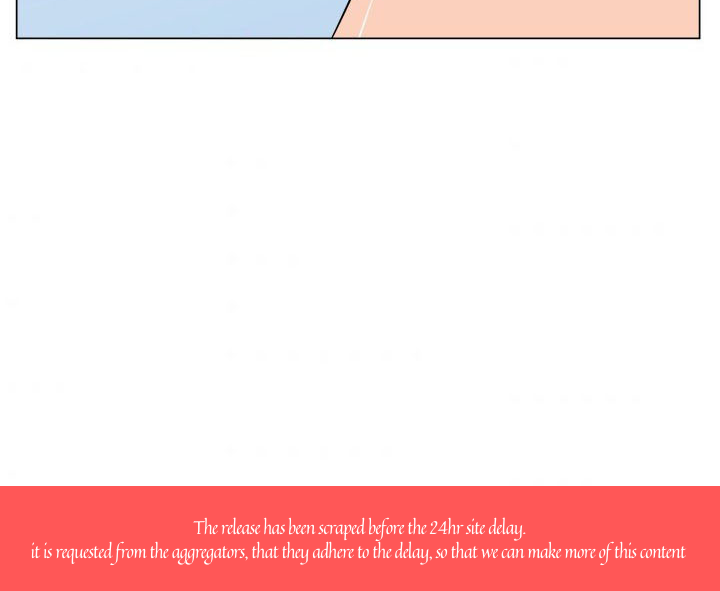 The release has been scraped before the 24hr site delay.
it is requested from the aggregators, that they adhere to the delay, so that we can make more of this content